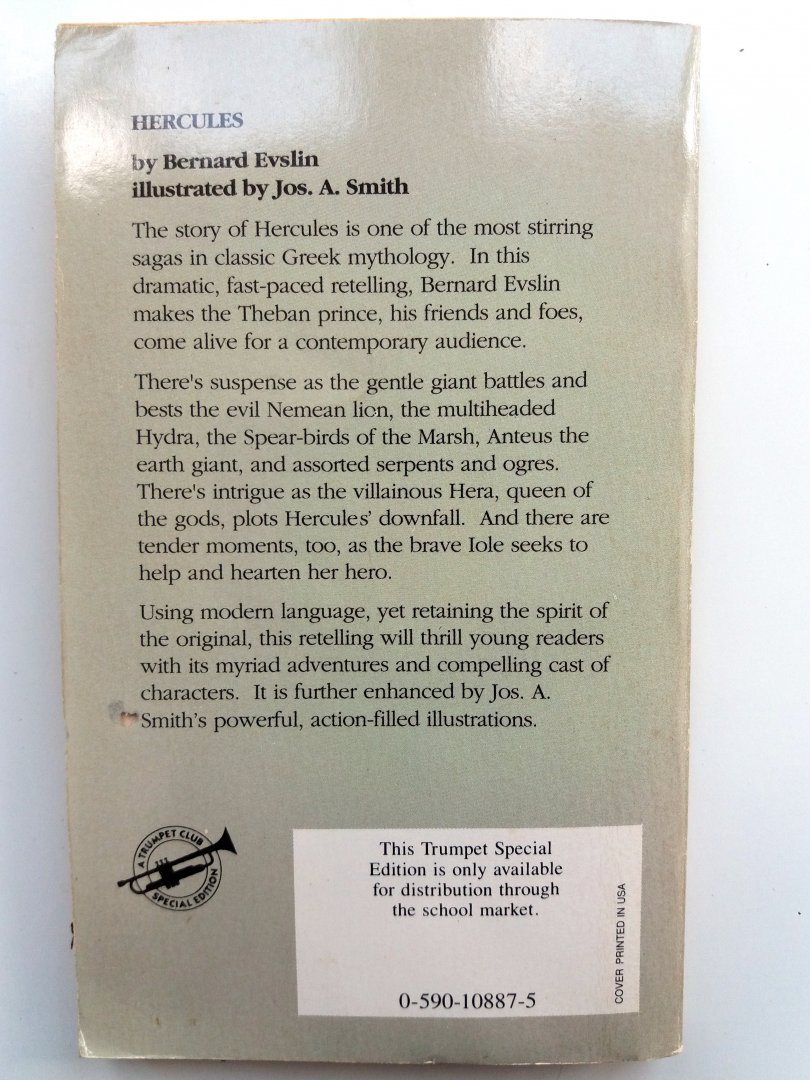 HERCULES
by Bernard Evslin
illustrated by Jos. A. Smith
The story of Hercules is one of the most stirring
sagas in classic Greek mythology. In this
dramatic, fast-paced retelling, Bernard Evslin
makes the Theban prince, his friends and foes,
come alive for a contemporary audience.
There's suspense as the gentle giant battles and
bests the evil Nemean lion, the multiheaded
Hydra, the Spear-birds of the Marsh, Anteus the
earth giant, and assorted serpents and ogres.
There's intrigue as the villainous Hera, queen of
the gods, plots Hercules’ downfall. And there are
tender moments, too, as the brave Iole seeks to
help and hearten her hero.
Using modern language, yet retaining the spirit of
the original, this retelling will thrill young readers
with its myriad adventures and compelling cast of
characters. It is further enhanced by Jos. A.
Smith’s powerful, action-filled illustrations.
A TRUMPET CLUB
SPECIAL EDITION
This Trumpet Special
Edition is only available
for distribution through
the school market.
0-590-10887-5
COVER PRINTED IN USA